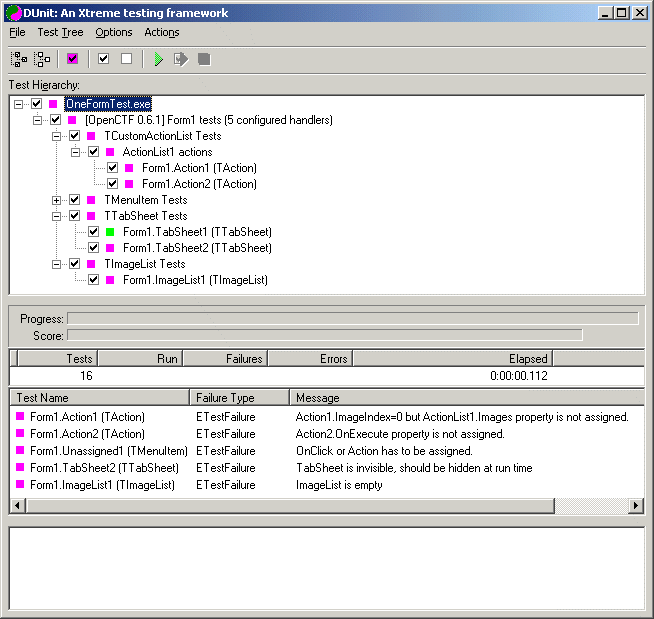 DUnit: An Xtreme testing framework
File Test Tree Options Actions
Test Hierarchy:
OneFormTest.exe
[OpenCTF 0.6.1] Form1 tests (5 configured handlers)
TCustomActionList Tests
ActionList1 actions
Form1.Action1 (TAction)
Form1.Action2 (TAction)
TMenuItem Tests
TTabSheet Tests
Form1.TabSheet1 (TTabSheet)
Form1.TabSheet2 (TTabSheet)
TImageList Tests
Form1.ImageList1 (TImageList)
Progress:
Score:
Tests Run Failures Errors Elapsed
16 0:00:00.112
Test Name Failure Type Message
Form1.Action1 (TAction) ETestFailure Action1.ImageIndex=0 but ActionList1.Images property is not assigned.
Form1.Action2 (TAction) ETestFailure Action2.OnExecute property is not assigned.
Form1.Unassigned1 (TMenuItem) ETestFailure OnClick or Action has to be assigned.
Form1.TabSheet2 (TTabSheet) ETestFailure TabSheet is invisible, should be hidden at run time
Form1.ImageList1 (TImageList) ETestFailure ImageList is empty